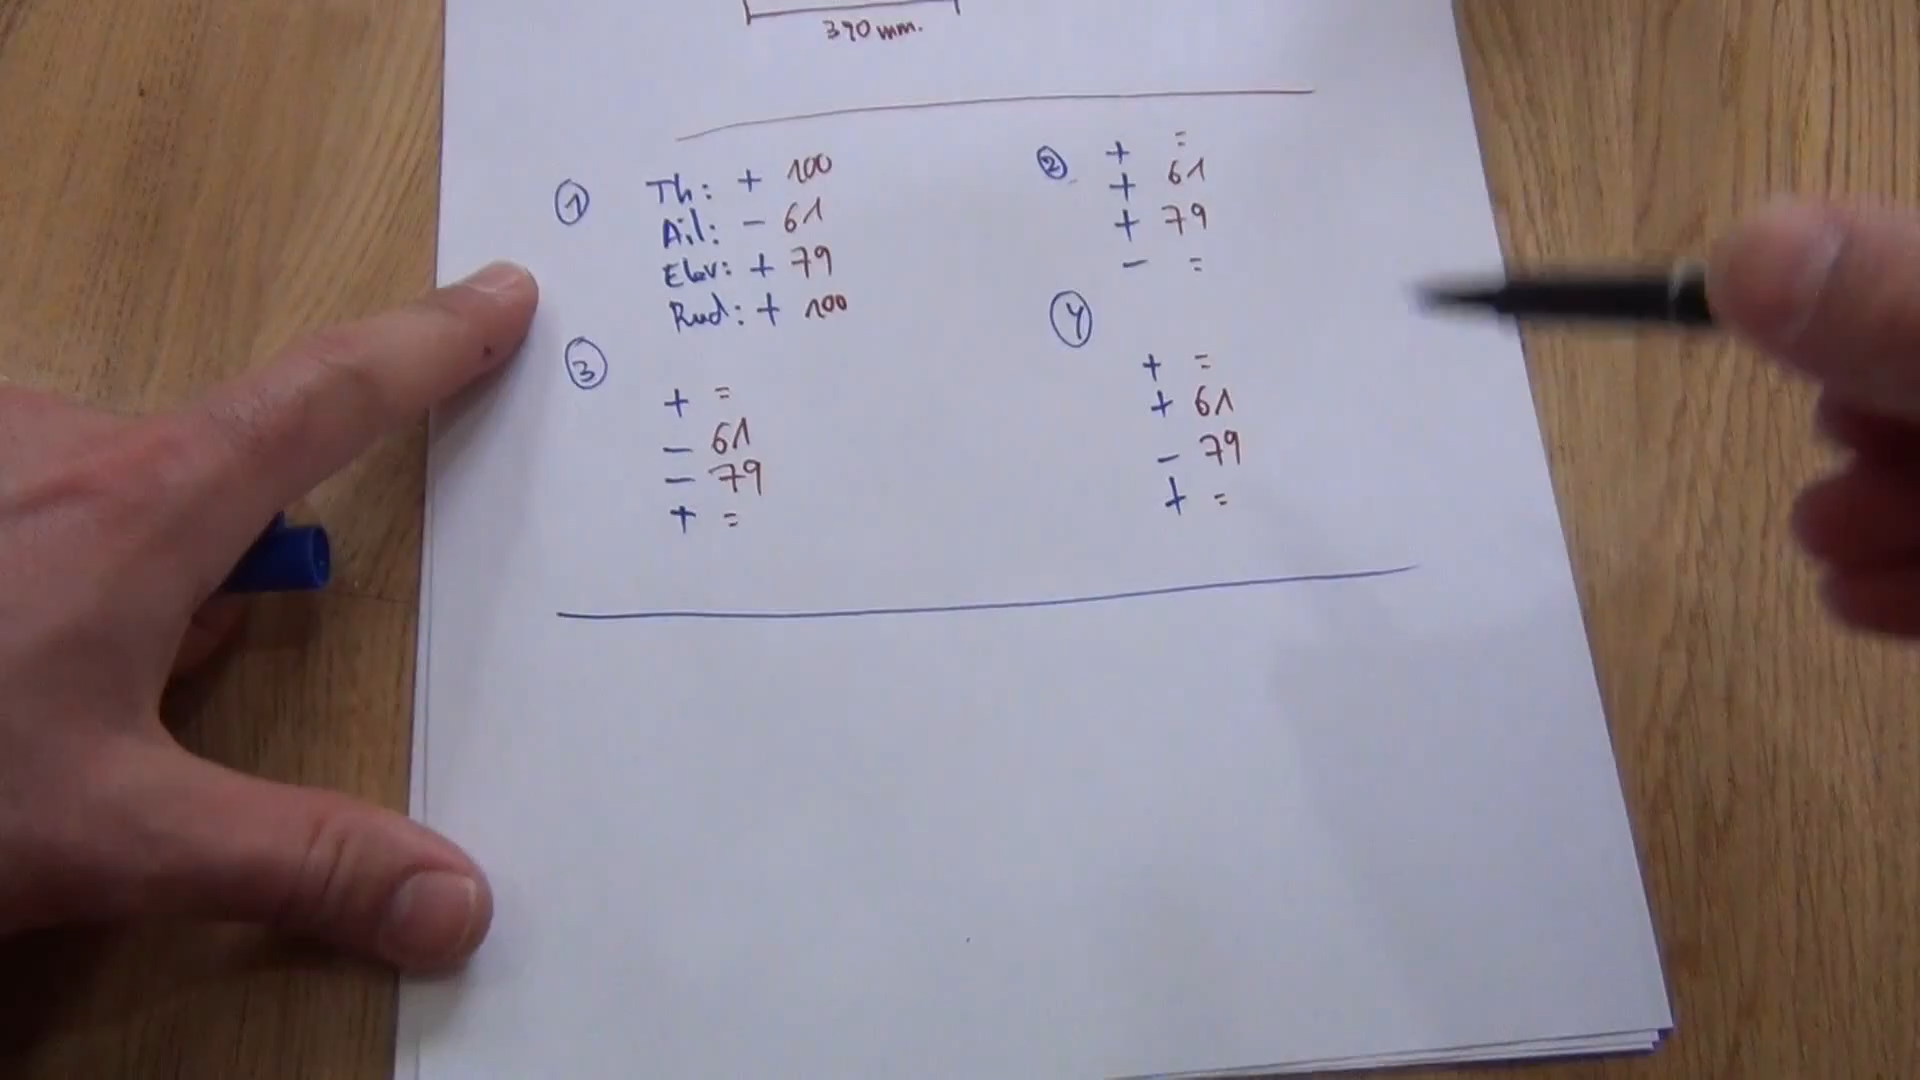 390 mm.
① Th: + 100
Ail: - 61
Elev: + 79
Rud: + 100
② + =
+ 61
+ 79
- =
③ + =
- 61
- 79
+ =
④ + =
+ 61
- 79
+ =